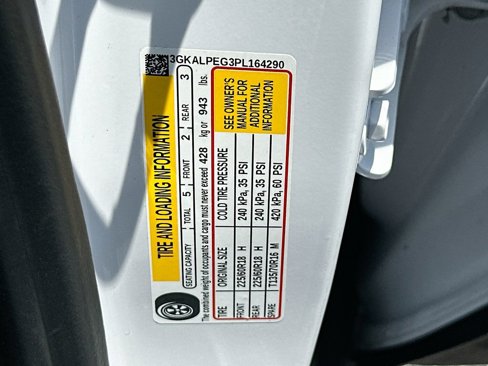 3GKALPEG3PL164290
TIRE AND LOADING INFORMATION
SEATING CAPACITY TOTAL 5 FRONT 2 REAR 3
The combined weight of occupants and cargo must never exceed 428 kg or 943 lbs.
TIRE ORIGINAL SIZE COLD TIRE PRESSURE
FRONT 225/60R18 H 240 kPa, 35 PSI
REAR 225/60R18 H 240 kPa, 35 PSI
SPARE T135/70R16 M 420 kPa, 60 PSI
SEE OWNER'S
MANUAL FOR
ADDITIONAL
INFORMATION